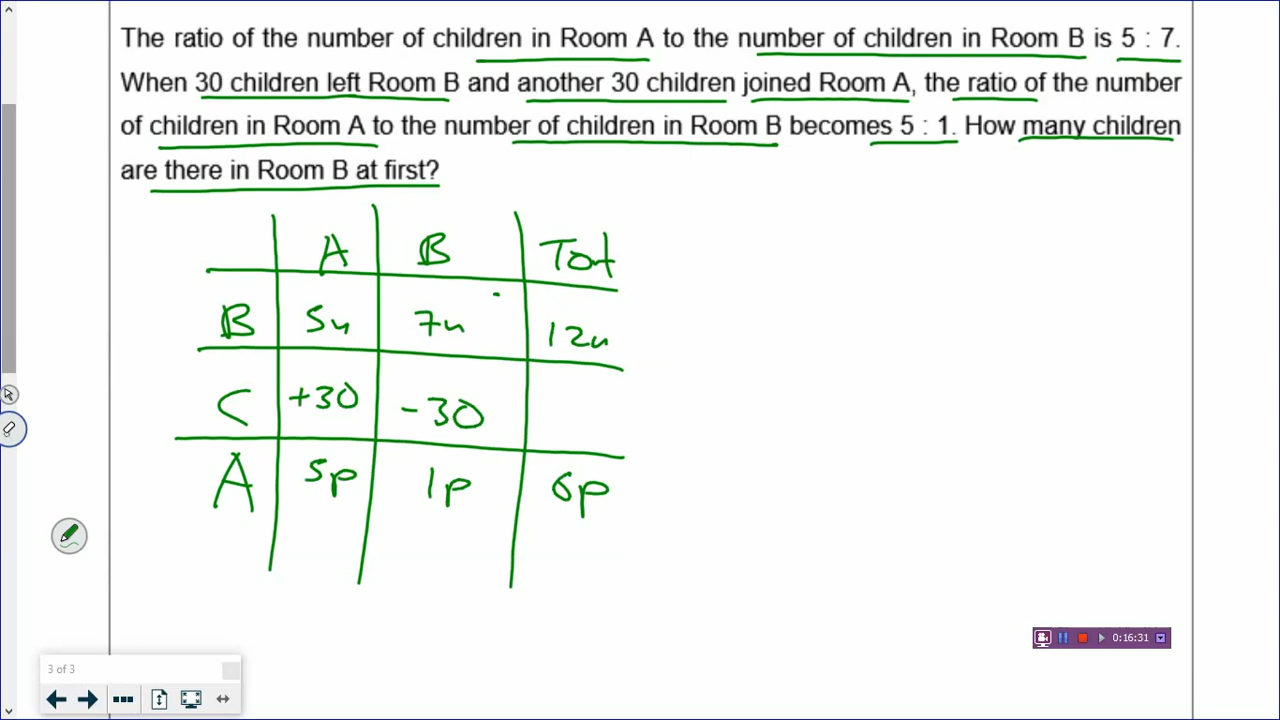 The ratio of the number of children in Room A to the number of children in Room B is 5 : 7.
When 30 children left Room B and another 30 children joined Room A, the ratio of the number
of children in Room A to the number of children in Room B becomes 5 : 1. How many children
are there in Room B at first?
A B Tot
B 5u 7u 12u
C +30 -30
A 5p 1p 6p
0:16:31
3 of 3